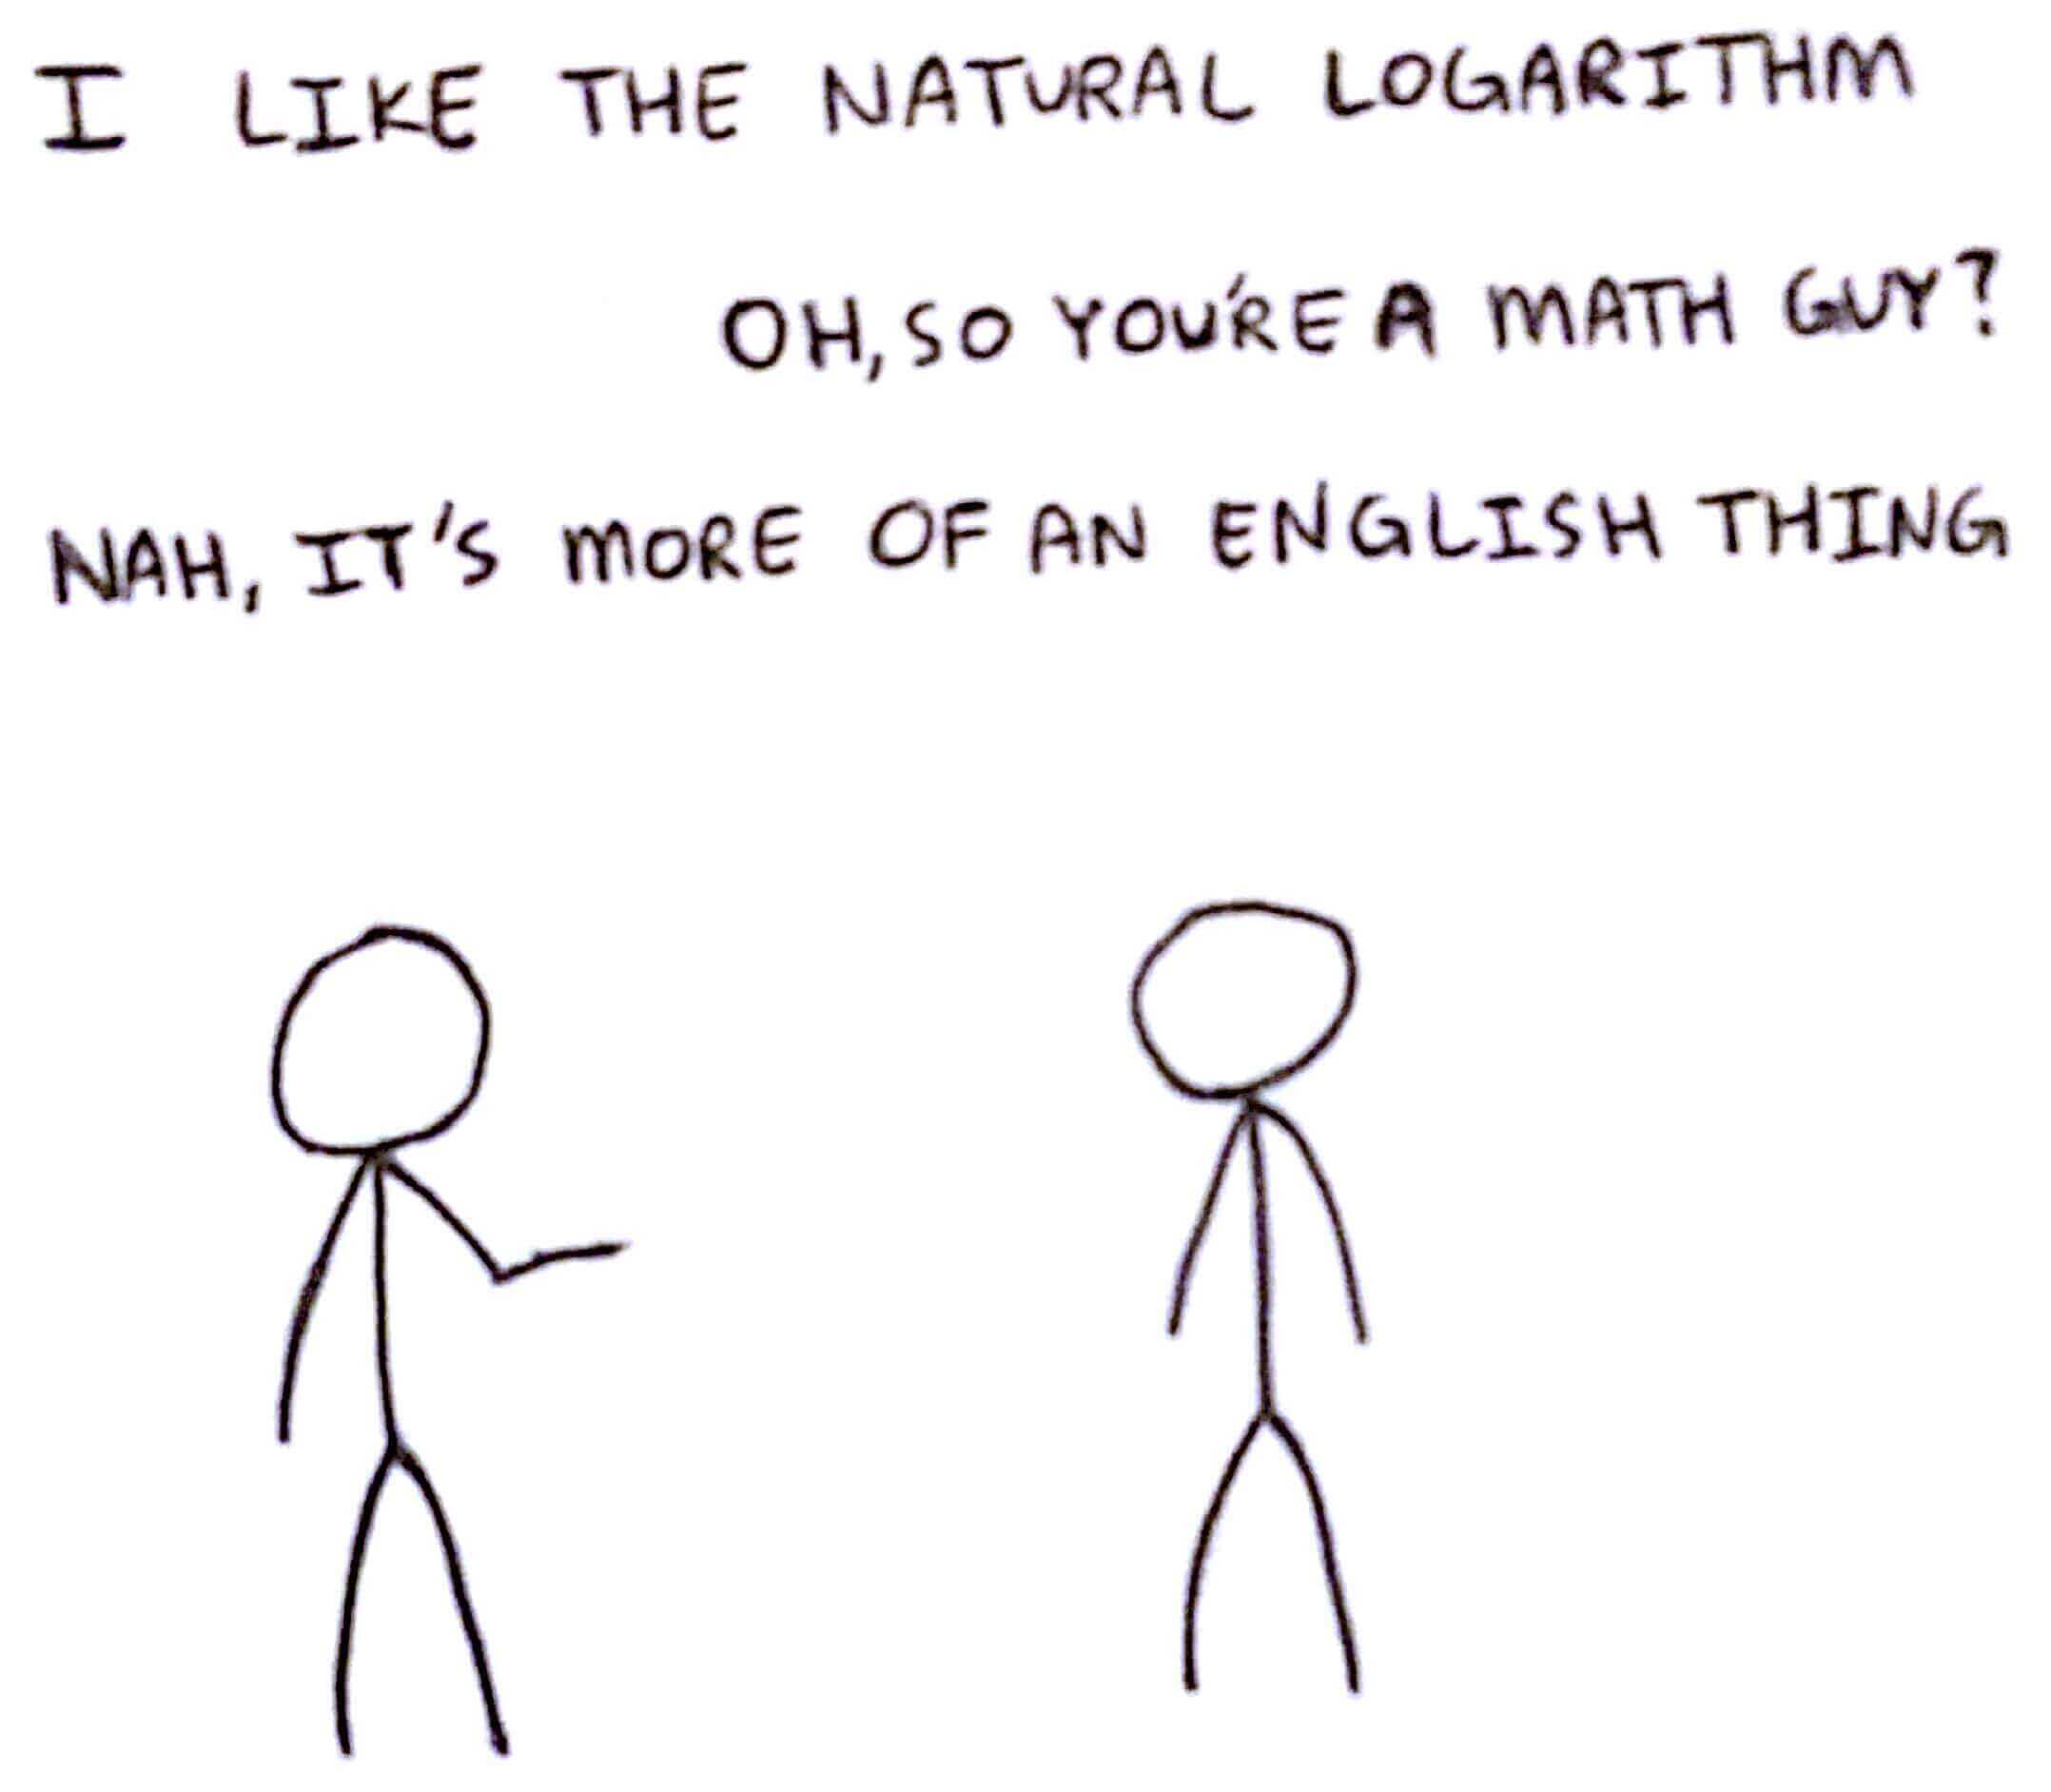 I LIKE THE NATURAL LOGARITHM
OH, SO YOU'RE A MATH GUY?
NAH, IT'S MORE OF AN ENGLISH THING